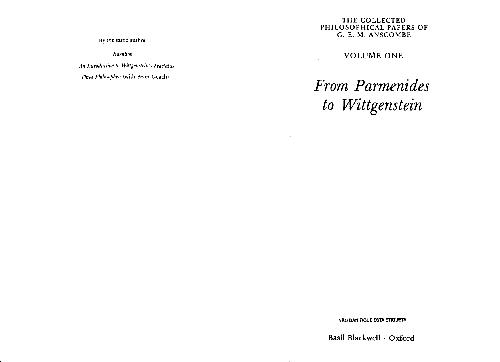 By the same author
Intention
An Introduction to Wittgenstein's Tractatus
Three Philosophers (with Peter Geach)
THE COLLECTED
PHILOSOPHICAL PAPERS OF
G. E. M. ANSCOMBE
VOLUME ONE
From Parmenides
to Wittgenstein
Basil Blackwell · Oxford